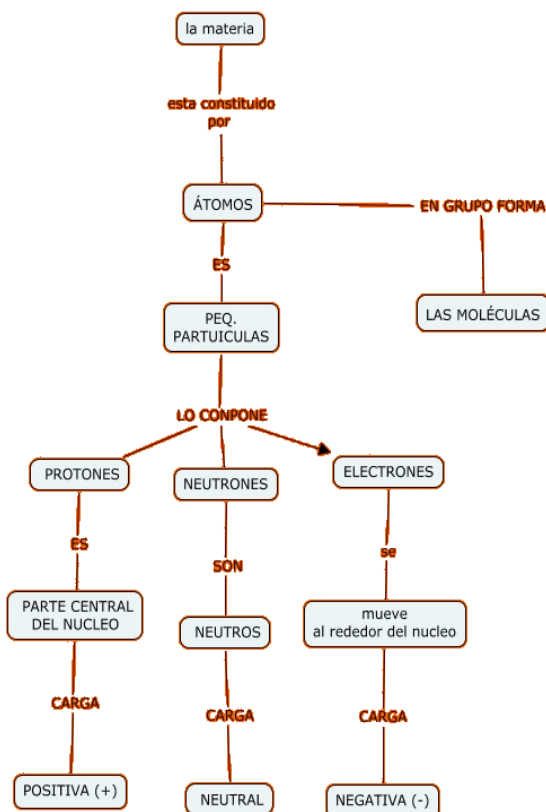 la materia
esta constituido
por
ÁTOMOS
EN GRUPO FORMA
ES
PEQ.
PARTUICULAS
LAS MOLÉCULAS
LO CONPONE
PROTONES
NEUTRONES
ELECTRONES
ES
SON
se
PARTE CENTRAL
DEL NUCLEO
NEUTROS
mueve
al rededor del nucleo
CARGA
CARGA
CARGA
POSITIVA (+)
NEUTRAL
NEGATIVA (-)